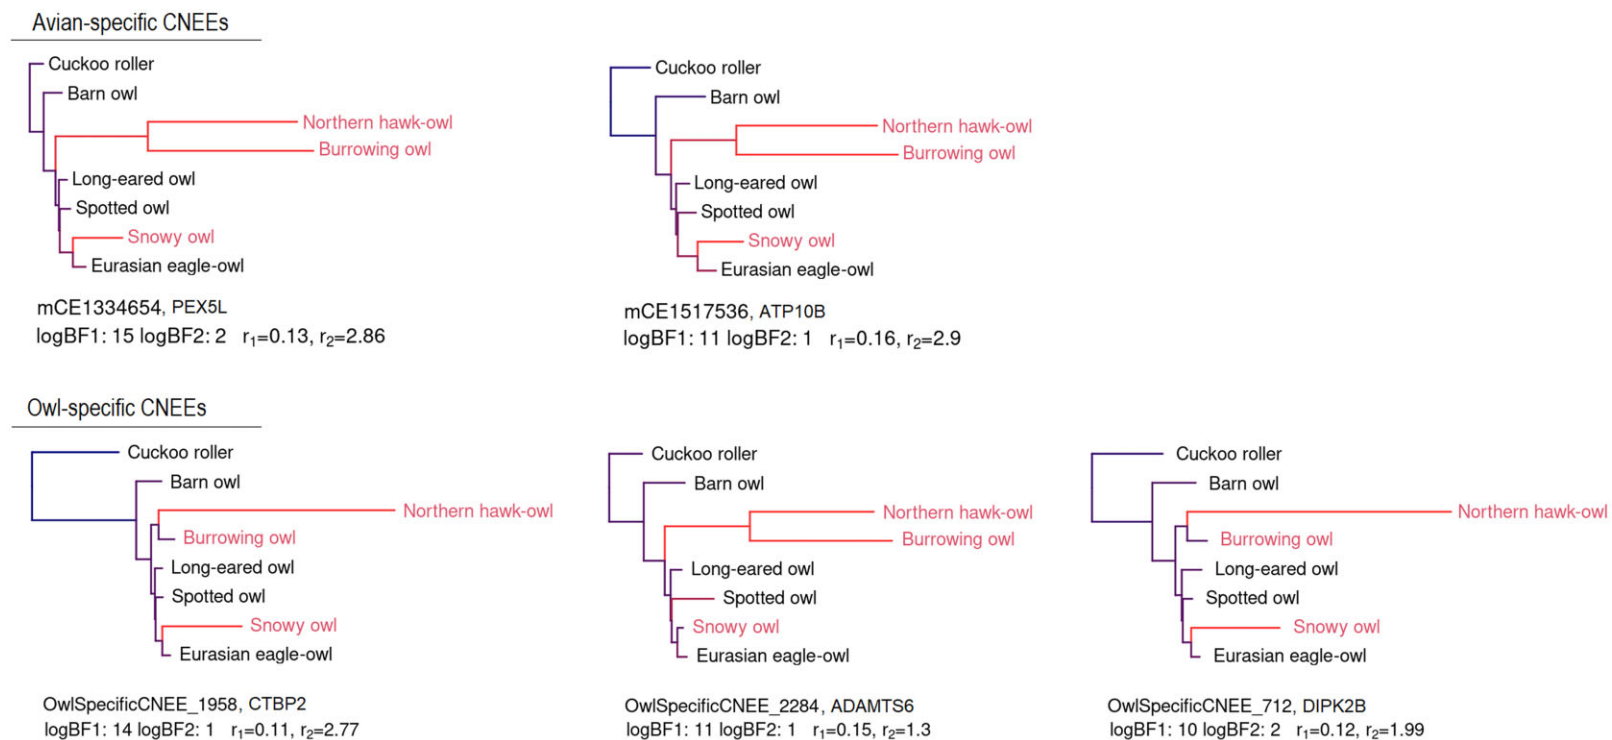 Avian-specific CNEEs
Cuckoo roller
Barn owl
Northern hawk-owl
Burrowing owl
Long-eared owl
Spotted owl
Snowy owl
Eurasian eagle-owl
mCE1334654, PEX5L
logBF1: 15 logBF2: 2 r₁=0.13, r₂=2.86
Cuckoo roller
Barn owl
Northern hawk-owl
Burrowing owl
Long-eared owl
Spotted owl
Snowy owl
Eurasian eagle-owl
mCE1517536, ATP10B
logBF1: 11 logBF2: 1 r₁=0.16, r₂=2.9
Owl-specific CNEEs
Cuckoo roller
Barn owl
Northern hawk-owl
Burrowing owl
Long-eared owl
Spotted owl
Snowy owl
Eurasian eagle-owl
OwlSpecificCNEE_1958, CTBP2
logBF1: 14 logBF2: 1 r₁=0.11, r₂=2.77
Cuckoo roller
Barn owl
Northern hawk-owl
Burrowing owl
Long-eared owl
Spotted owl
Snowy owl
Eurasian eagle-owl
OwlSpecificCNEE_2284, ADAMTS6
logBF1: 11 logBF2: 1 r₁=0.15, r₂=1.3
Cuckoo roller
Barn owl
Northern hawk-owl
Burrowing owl
Long-eared owl
Spotted owl
Snowy owl
Eurasian eagle-owl
OwlSpecificCNEE_712, DIPK2B
logBF1: 10 logBF2: 2 r₁=0.12, r₂=1.99